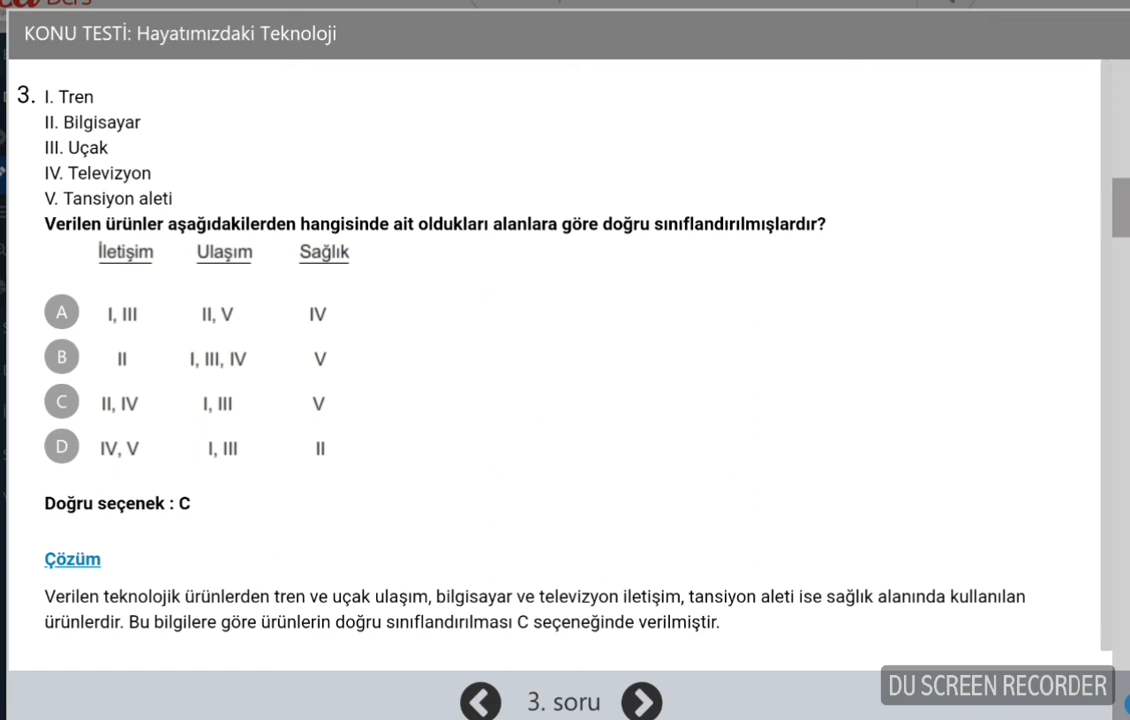 KONU TESTİ: Hayatımızdaki Teknoloji
3. I. Tren
II. Bilgisayar
III. Uçak
IV. Televizyon
V. Tansiyon aleti
Verilen ürünler aşağıdakilerden hangisinde ait oldukları alanlara göre doğru sınıflandırılmışlardır?
İletişim Ulaşım Sağlık
A I, III II, V IV
B II I, III, IV V
C II, IV I, III V
D IV, V I, III II
Doğru seçenek : C
Çözüm
Verilen teknolojik ürünlerden tren ve uçak ulaşım, bilgisayar ve televizyon iletişim, tansiyon aleti ise sağlık alanında kullanılan
ürünlerdir. Bu bilgilere göre ürünlerin doğru sınıflandırılması C seçeneğinde verilmiştir.
3. soru
DU SCREEN RECORDER